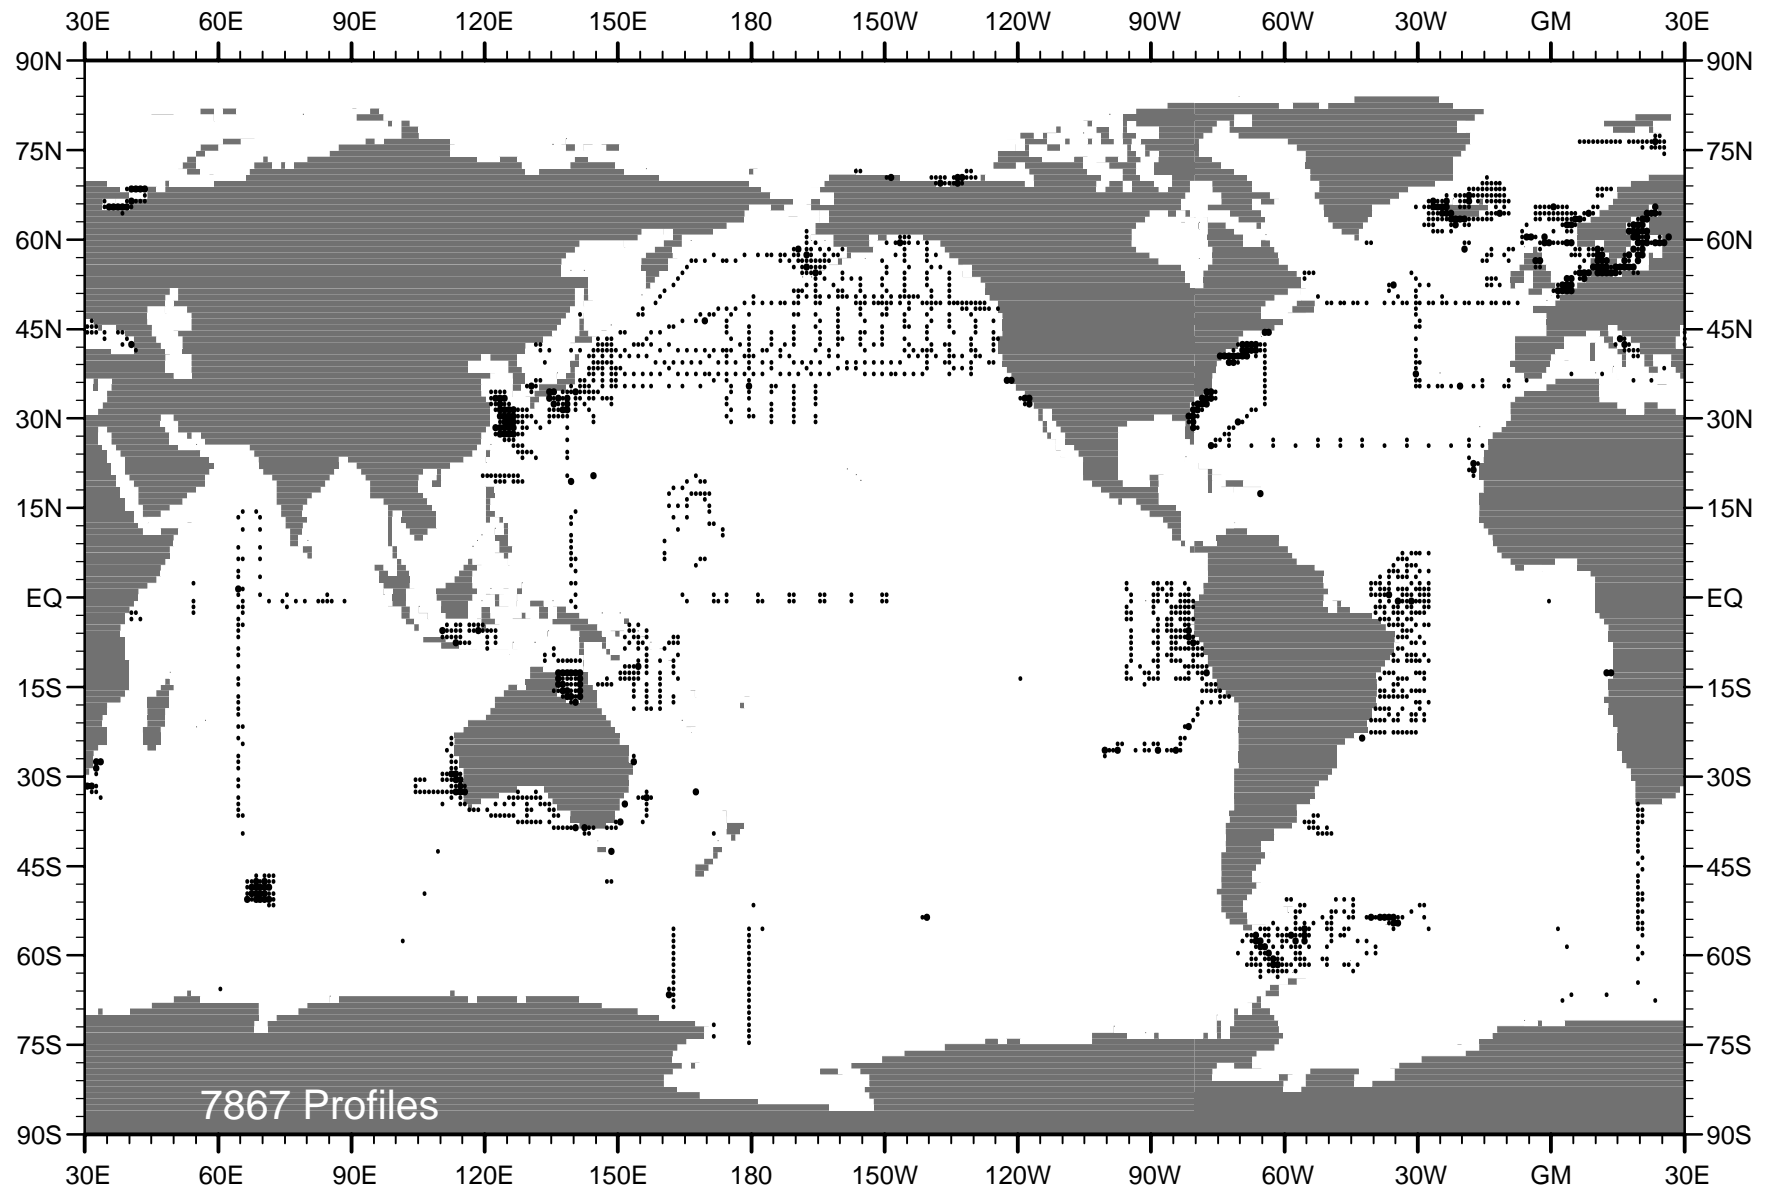 30E 60E 90E 120E 150E 180 150W 120W 90W 60W 30W GM 30E
90N 90N
75N 75N
60N 60N
45N 45N
30N 30N
15N 15N
EQ EQ
15S 15S
30S 30S
45S 45S
60S 60S
75S 75S
7867 Profiles
90S 90S
30E 60E 90E 120E 150E 180 150W 120W 90W 60W 30W GM 30E